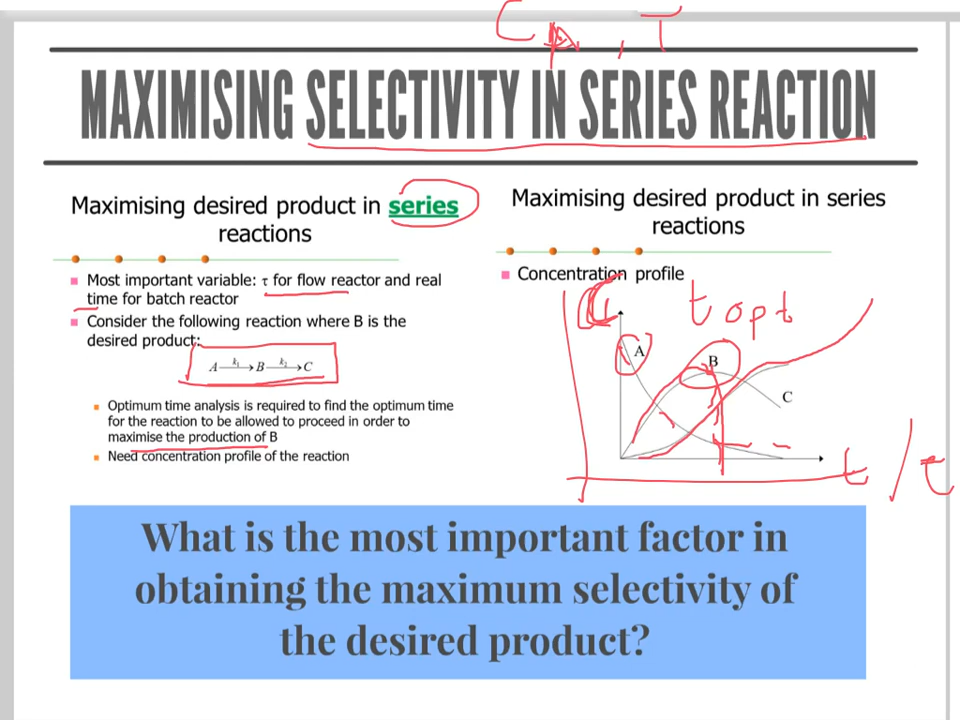 C , T
MAXIMISING SELECTIVITY IN SERIES REACTION
Maximising desired product in series
reactions
Most important variable: τ for flow reactor and real
time for batch reactor
Consider the following reaction where B is the
desired product:
A k₁ → B k₂ → C
Optimum time analysis is required to find the optimum time
for the reaction to be allowed to proceed in order to
maximise the production of B
Need concentration profile of the reaction
Maximising desired product in series
reactions
Concentration profile
t opt
A
B
C
t / τ
What is the most important factor in
obtaining the maximum selectivity of
the desired product?